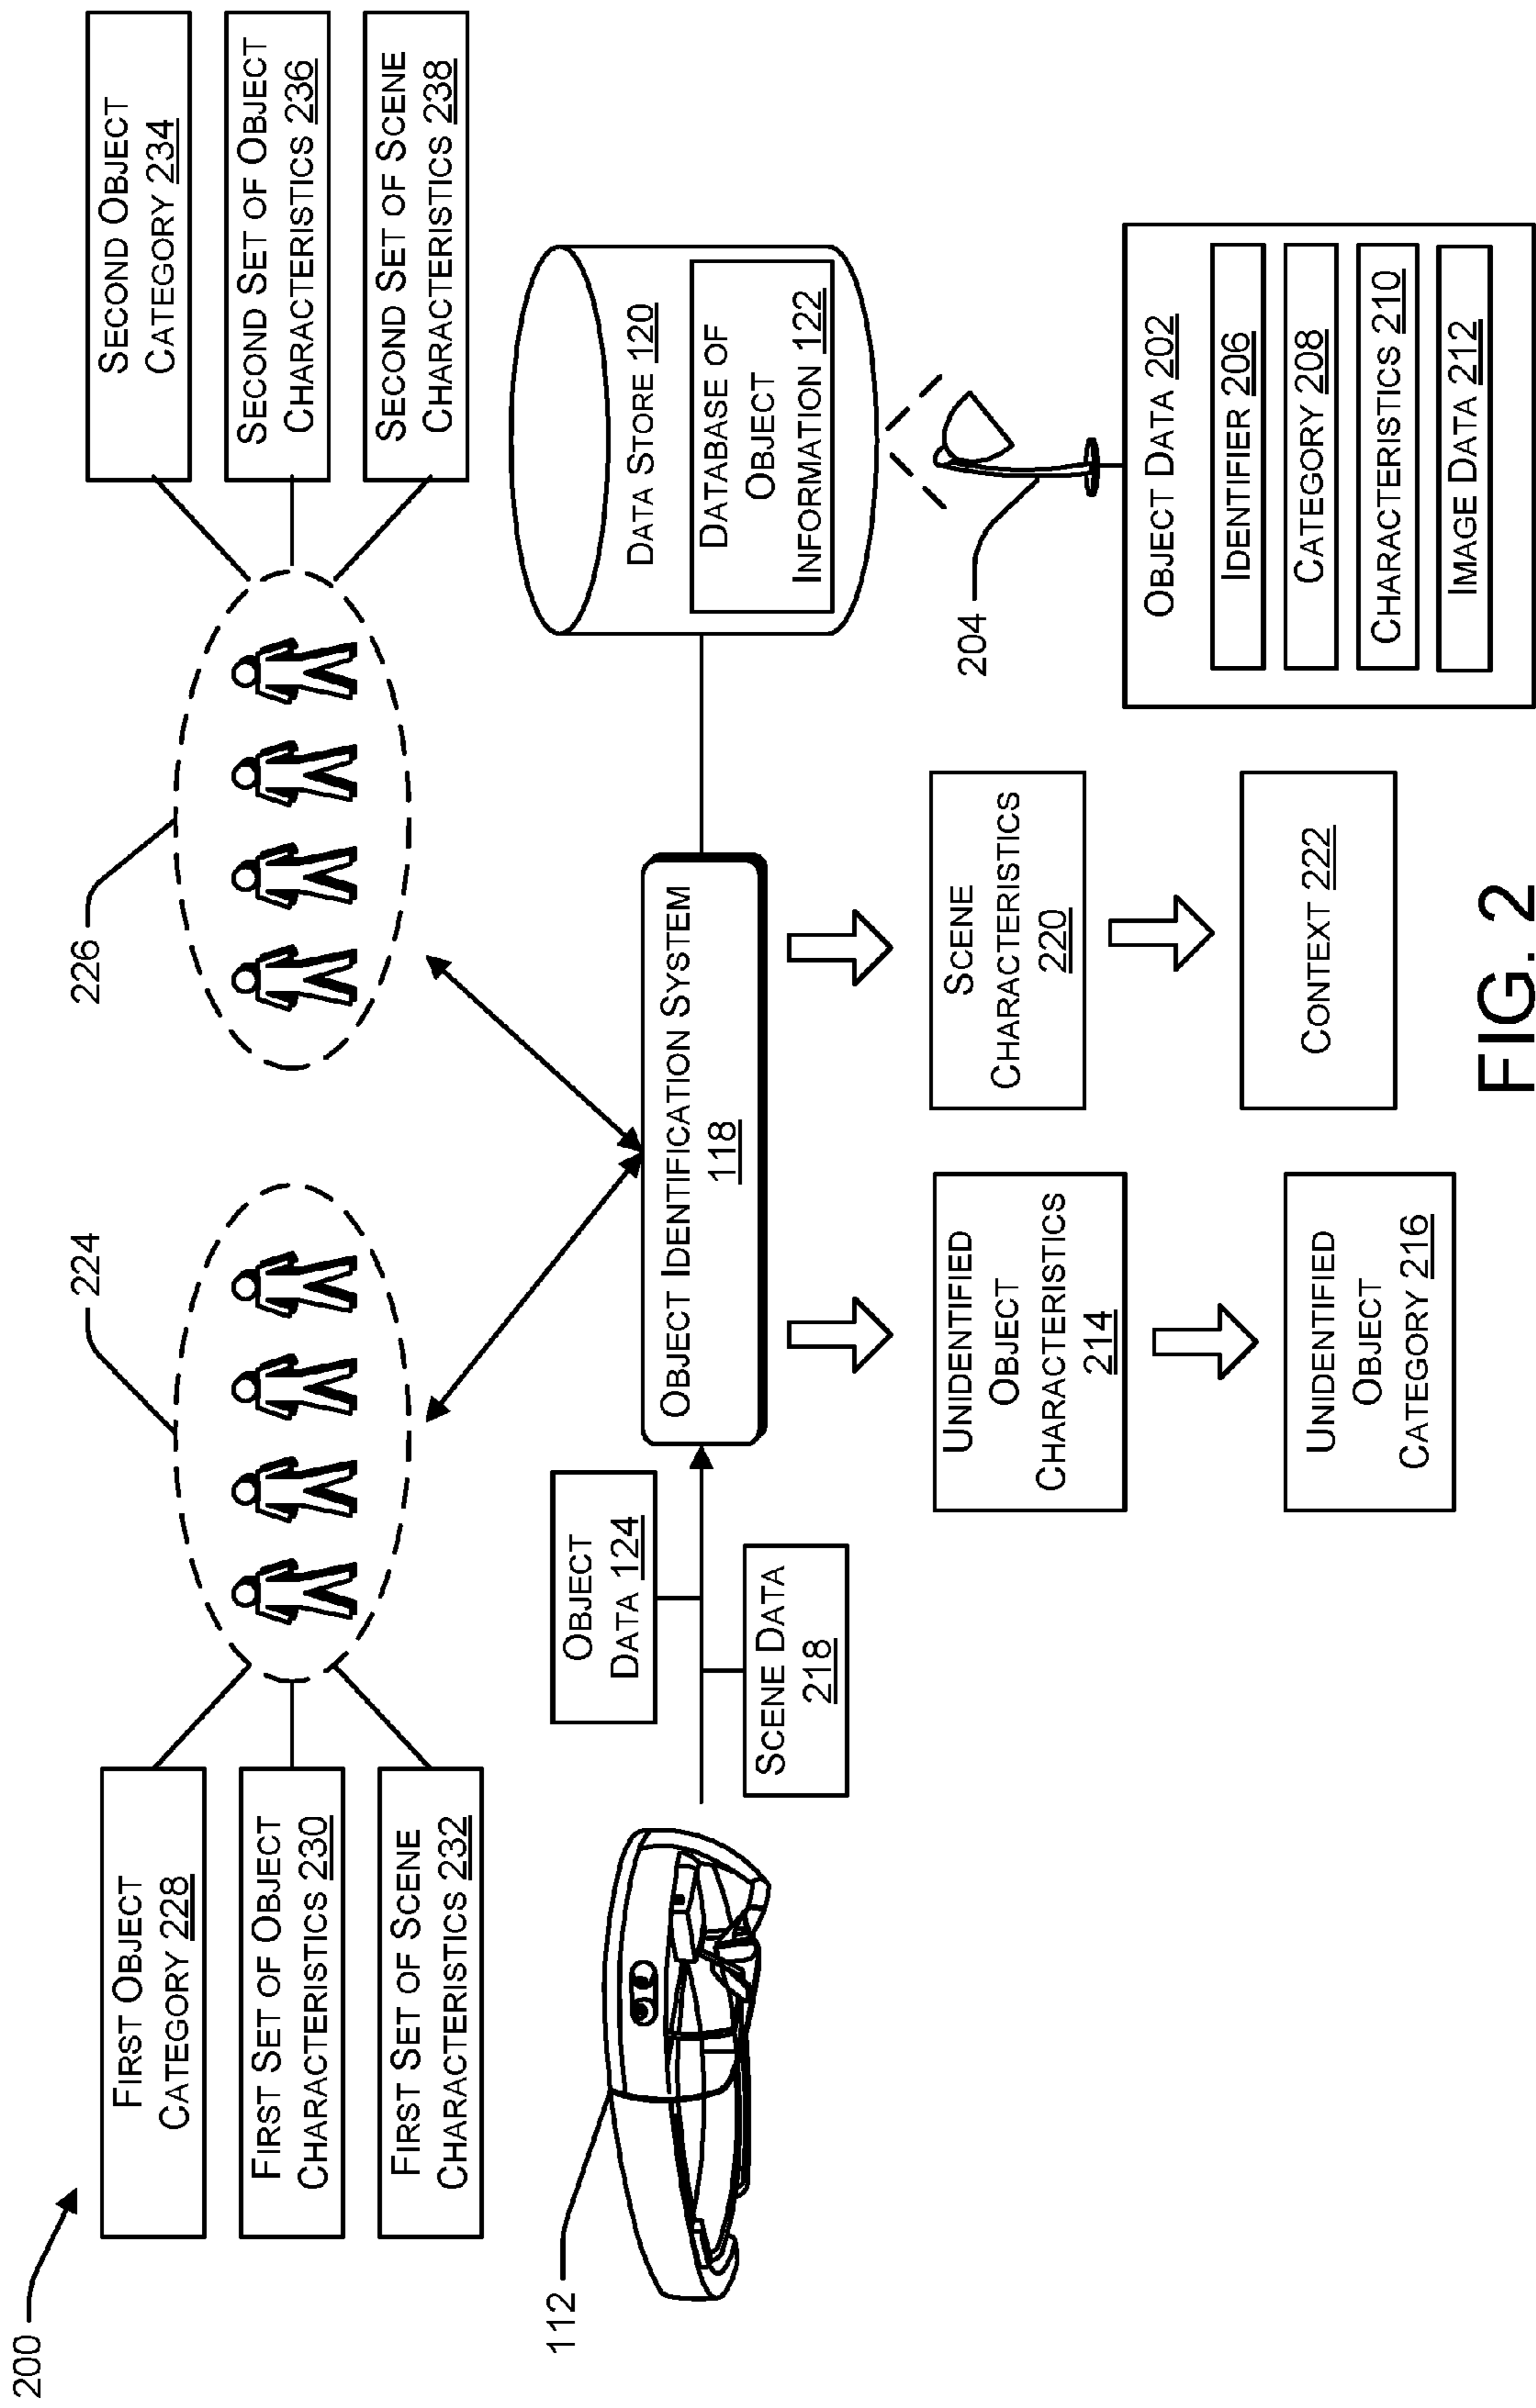 200
224
226
FIRST OBJECT
CATEGORY 228
FIRST SET OF OBJECT
CHARACTERISTICS 230
FIRST SET OF SCENE
CHARACTERISTICS 232
SECOND OBJECT
CATEGORY 234
SECOND SET OF OBJECT
CHARACTERISTICS 236
SECOND SET OF SCENE
CHARACTERISTICS 238
112
OBJECT
DATA 124
SCENE DATA
218
OBJECT IDENTIFICATION SYSTEM
118
DATA STORE 120
DATABASE OF
OBJECT
INFORMATION 122
204
UNIDENTIFIED
OBJECT
CHARACTERISTICS
214
SCENE
CHARACTERISTICS
220
UNIDENTIFIED
OBJECT
CATEGORY 216
CONTEXT 222
OBJECT DATA 202
IDENTIFIER 206
CATEGORY 208
CHARACTERISTICS 210
IMAGE DATA 212
FIG. 2